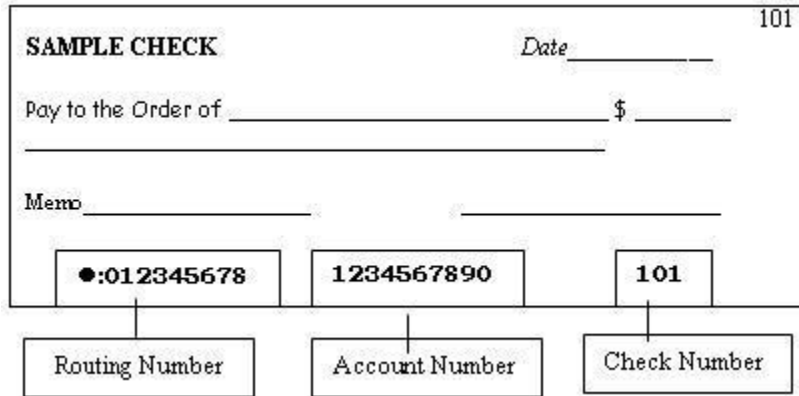 101
SAMPLE CHECK Date
Pay to the Order of $
Memo
●:012345678 1234567890 101
Routing Number Account Number Check Number